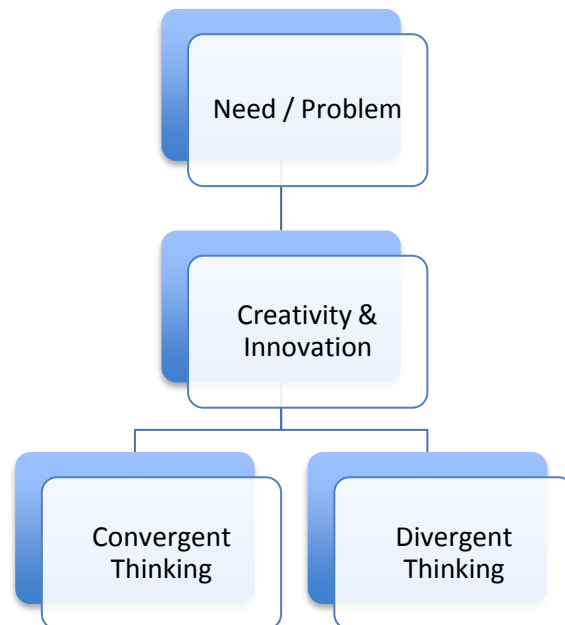 Need / Problem
Creativity &
Innovation
Convergent
Thinking
Divergent
Thinking